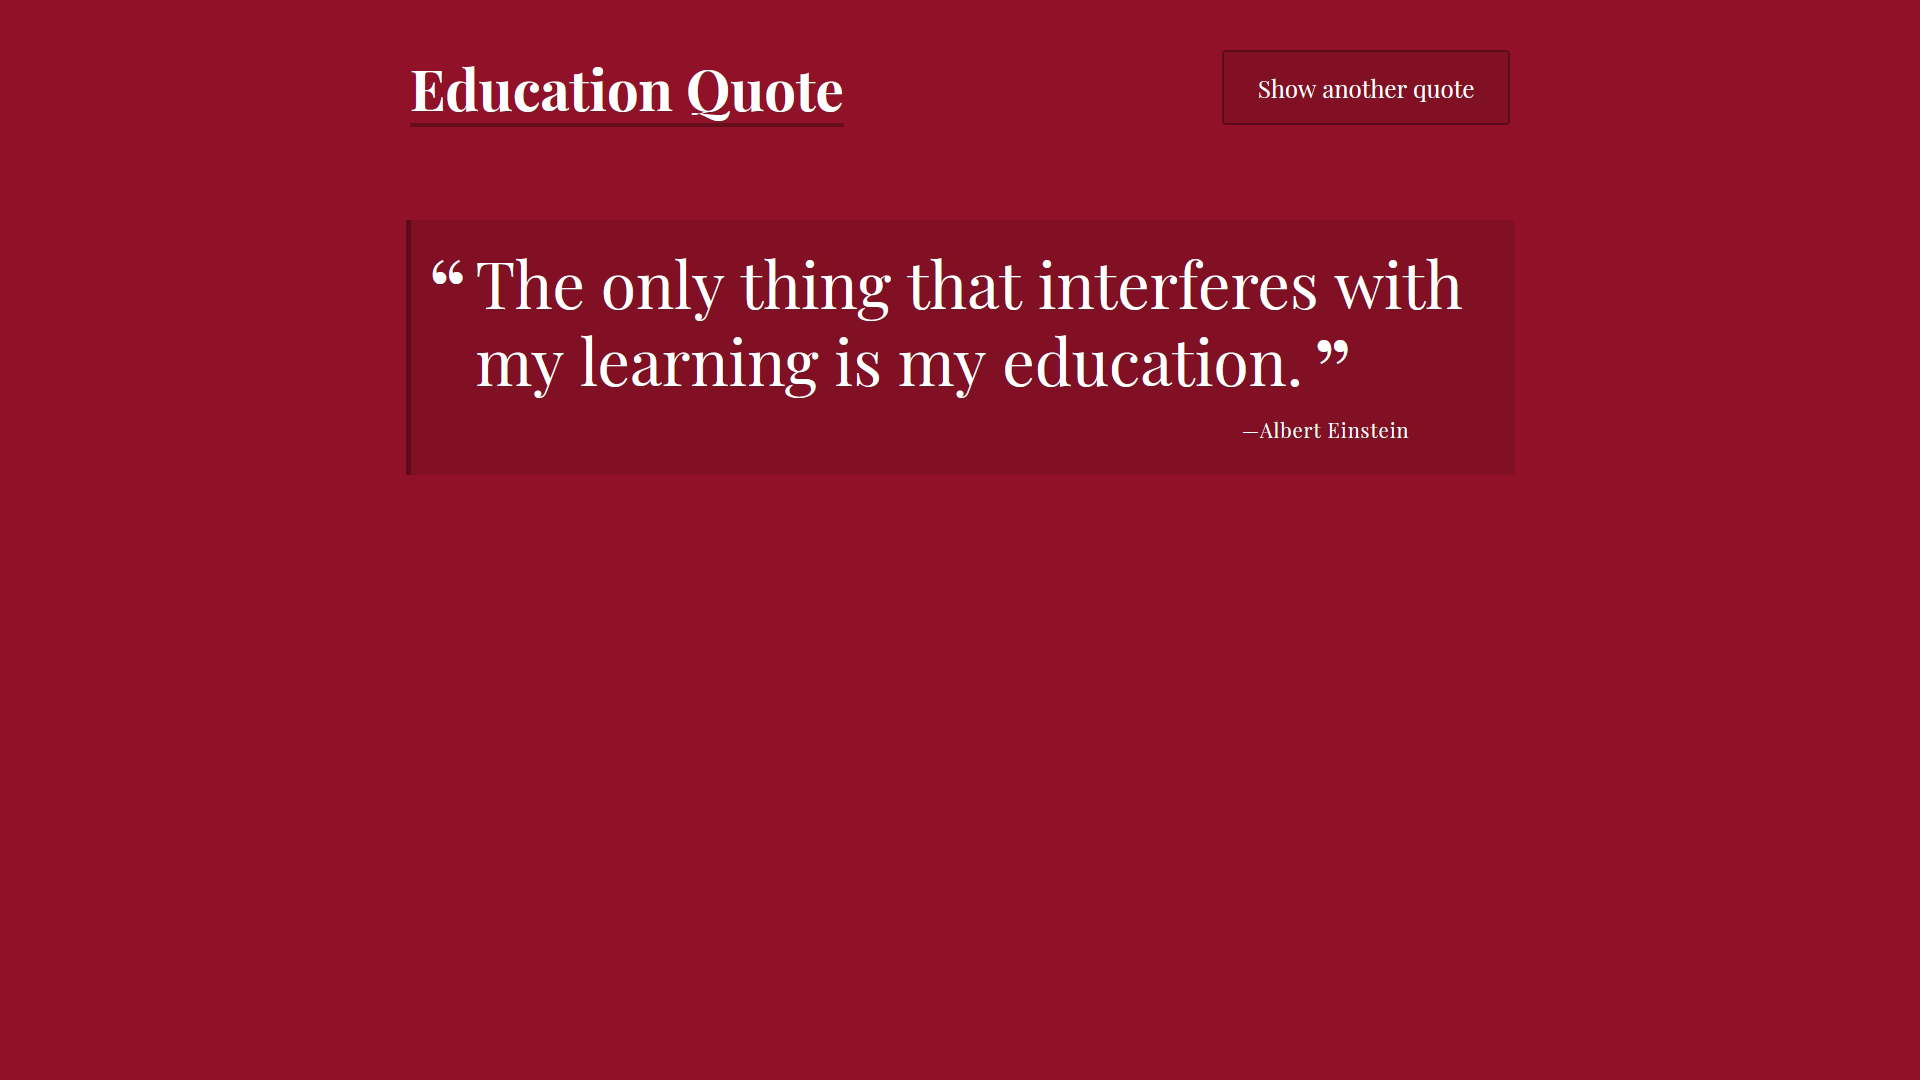 Education Quote
Show another quote
“ The only thing that interferes with
my learning is my education. ”
—Albert Einstein